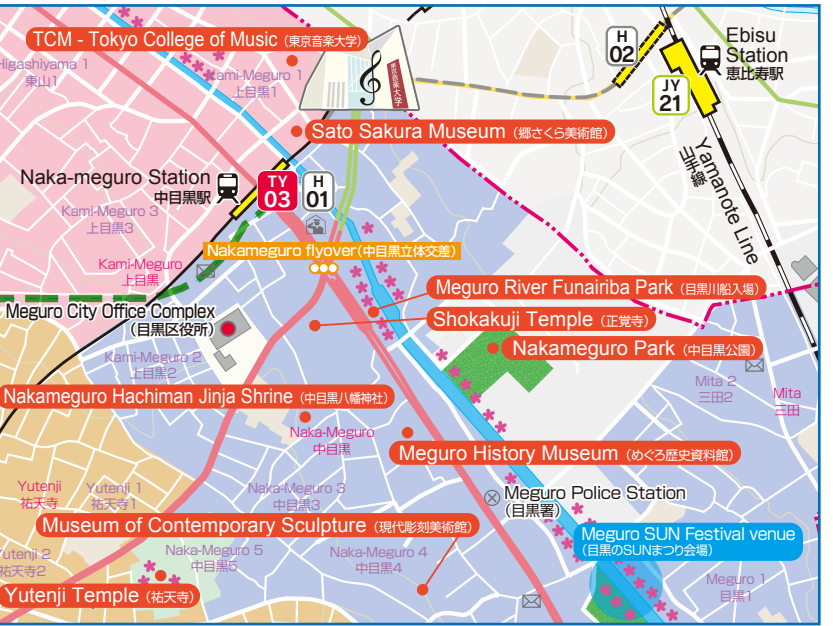 TCM - Tokyo College of Music (東京音楽大学)
Higashiyama 1
東山1
Kami-Meguro 1
上目黒1
東京音楽大学
H
02
Ebisu
Station
恵比寿駅
JY
21
Sato Sakura Museum (郷さくら美術館)
Yamanote Line
山手線
Naka-meguro Station
中目黒駅
TY
03
H
01
Kami-Meguro 3
上目黒3
Nakameguro flyover(中目黒立体交差)
Kami-Meguro
上目黒
Meguro River Funairiba Park (目黒川船入場)
Meguro City Office Complex
(目黒区役所)
Shokakuji Temple (正覚寺)
Nakameguro Park (中目黒公園)
Kami-Meguro 2
上目黒2
Mita 2
三田2
Mita
三田
Nakameguro Hachiman Jinja Shrine (中目黒八幡神社)
Naka-Meguro
中目黒
Meguro History Museum (めぐろ歴史資料館)
Yutenji
祐天寺
Yutenji 1
祐天寺1
Naka-Meguro 3
中目黒3
Meguro Police Station
(目黒署)
Museum of Contemporary Sculpture (現代彫刻美術館)
Meguro SUN Festival venue
(目黒のSUNまつり会場)
Yutenji 2
祐天寺2
Naka-Meguro 5
中目黒5
Naka-Meguro 4
中目黒4
Meguro 1
目黒1
Yutenji Temple (祐天寺)